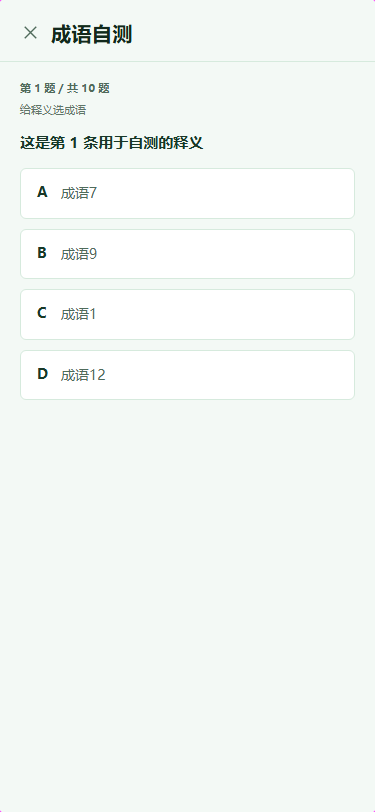 成语自测
第 1 题 / 共 10 题
给释义选成语
这是第 1 条用于自测的释义
A 成语7
B 成语9
C 成语1
D 成语12